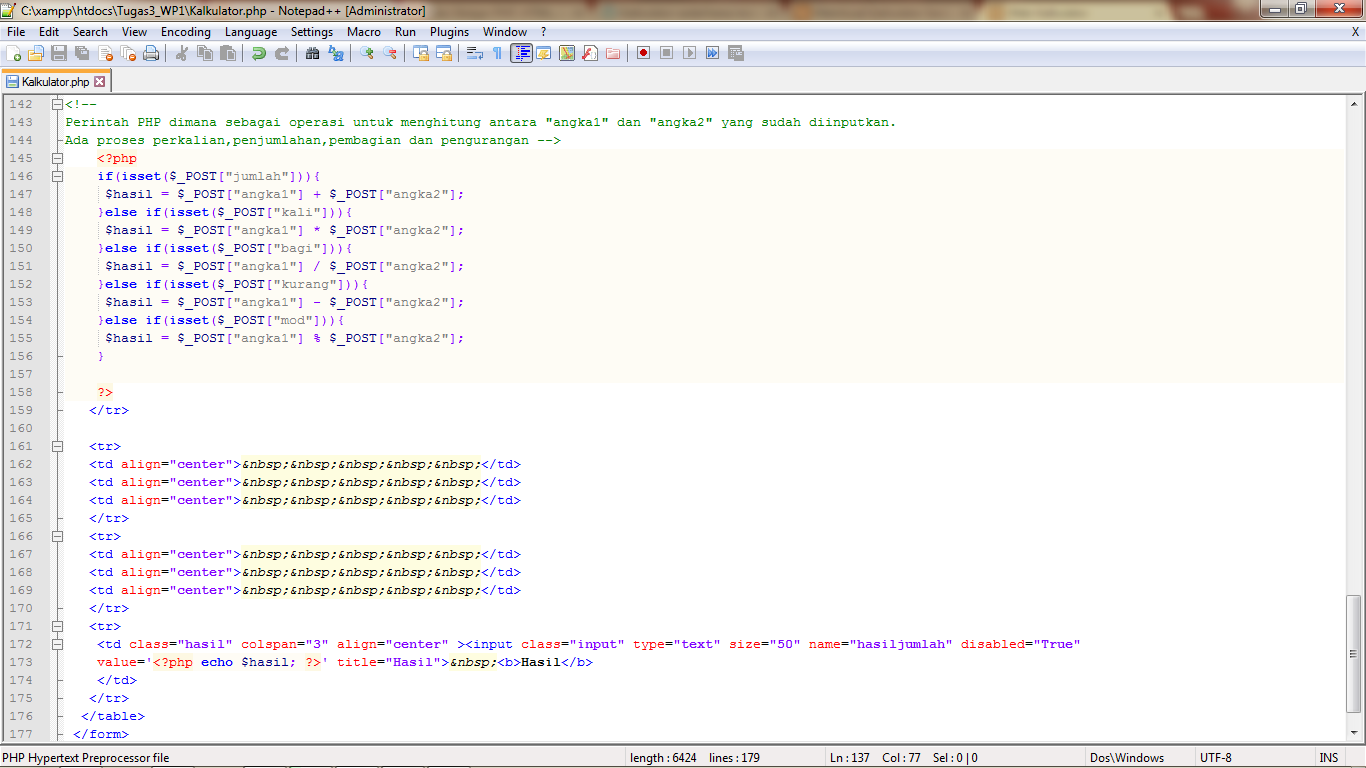 C:\xampp\htdocs\Tugas3_WP1\Kalkulator.php - Notepad++ [Administrator]
File Edit Search View Encoding Language Settings Macro Run Plugins Window ? X
Kalkulator.php
142 <!--
143 Perintah PHP dimana sebagai operasi untuk menghitung antara "angka1" dan "angka2" yang sudah diinputkan.
144 Ada proses perkalian,penjumlahan,pembagian dan pengurangan -->
145 <?php
146 if(isset($_POST["jumlah"])){
147 $hasil = $_POST["angka1"] + $_POST["angka2"];
148 }else if(isset($_POST["kali"])){
149 $hasil = $_POST["angka1"] * $_POST["angka2"];
150 }else if(isset($_POST["bagi"])){
151 $hasil = $_POST["angka1"] / $_POST["angka2"];
152 }else if(isset($_POST["kurang"])){
153 $hasil = $_POST["angka1"] - $_POST["angka2"];
154 }else if(isset($_POST["mod"])){
155 $hasil = $_POST["angka1"] % $_POST["angka2"];
156 }
157
158 ?>
159 </tr>
160
161 <tr>
162 <td align="center">&nbsp;&nbsp;&nbsp;&nbsp;&nbsp;</td>
163 <td align="center">&nbsp;&nbsp;&nbsp;&nbsp;&nbsp;</td>
164 <td align="center">&nbsp;&nbsp;&nbsp;&nbsp;&nbsp;</td>
165 </tr>
166 <tr>
167 <td align="center">&nbsp;&nbsp;&nbsp;&nbsp;&nbsp;</td>
168 <td align="center">&nbsp;&nbsp;&nbsp;&nbsp;&nbsp;</td>
169 <td align="center">&nbsp;&nbsp;&nbsp;&nbsp;&nbsp;</td>
170 </tr>
171 <tr>
172 <td class="hasil" colspan="3" align="center" ><input class="input" type="text" size="50" name="hasiljumlah" disabled="True"
173 value='<?php echo $hasil; ?>' title="Hasil">&nbsp;<b>Hasil</b>
174 </td>
175 </tr>
176 </table>
177 </form>
PHP Hypertext Preprocessor file length : 6424 lines : 179 Ln : 137 Col : 77 Sel : 0 | 0 Dos\Windows UTF-8 INS